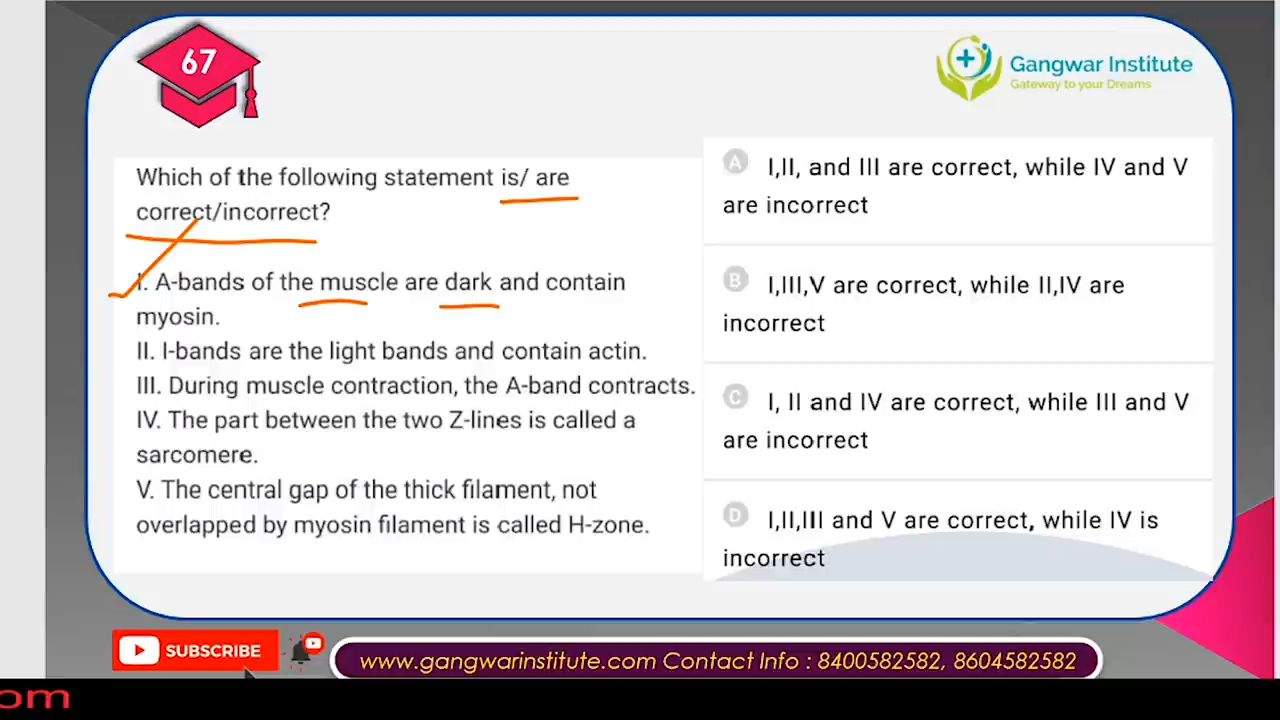 67
Gangwar Institute
Gateway to your Dreams
Which of the following statement is/ are
correct/incorrect?
I. A-bands of the muscle are dark and contain
myosin.
II. I-bands are the light bands and contain actin.
III. During muscle contraction, the A-band contracts.
IV. The part between the two Z-lines is called a
sarcomere.
V. The central gap of the thick filament, not
overlapped by myosin filament is called H-zone.
A I,II, and III are correct, while IV and V
are incorrect
B I,III,V are correct, while II,IV are
incorrect
C I, II and IV are correct, while III and V
are incorrect
D I,II,III and V are correct, while IV is
incorrect
SUBSCRIBE
www.gangwarinstitute.com Contact Info : 8400582582, 8604582582
om